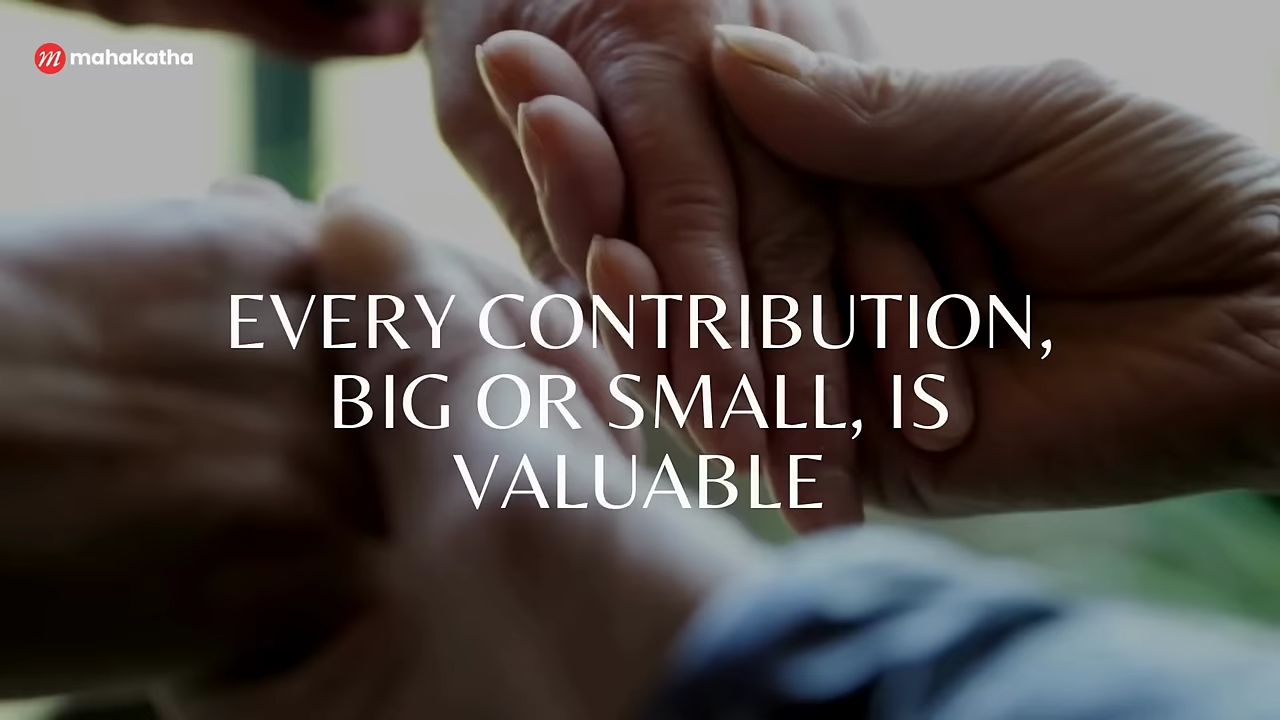 mahakatha
EVERY CONTRIBUTION,
BIG OR SMALL, IS
VALUABLE